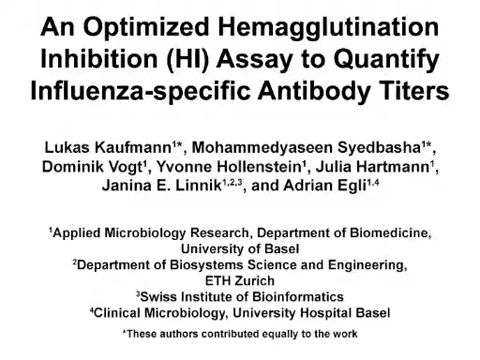 An Optimized Hemagglutination
Inhibition (HI) Assay to Quantify
Influenza-specific Antibody Titers
Lukas Kaufmann¹*, Mohammedyaseen Syedbasha¹*,
Dominik Vogt¹, Yvonne Hollenstein¹, Julia Hartmann¹,
Janina E. Linnik¹,²,³, and Adrian Egli¹,⁴
¹Applied Microbiology Research, Department of Biomedicine,
University of Basel
²Department of Biosystems Science and Engineering,
ETH Zurich
³Swiss Institute of Bioinformatics
⁴Clinical Microbiology, University Hospital Basel
*These authors contributed equally to the work